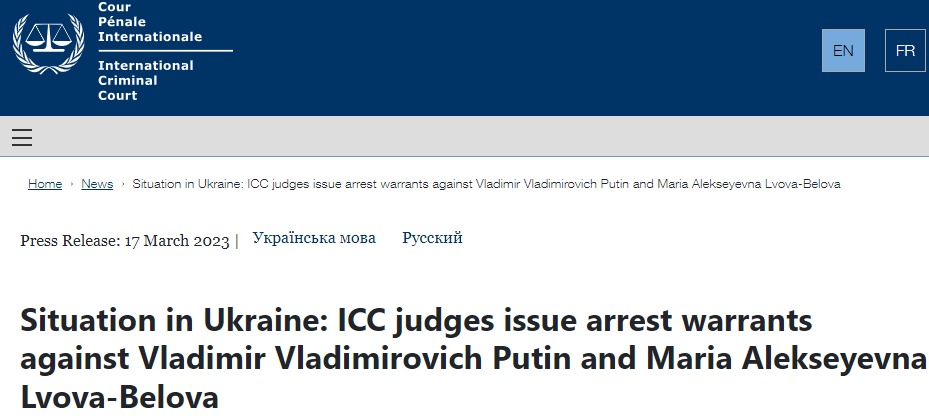 Cour
Pénale
Internationale
International
Criminal
Court
EN
FR
Home › News › Situation in Ukraine: ICC judges issue arrest warrants against Vladimir Vladimirovich Putin and Maria Alekseyevna Lvova-Belova
Press Release: 17 March 2023 | Українська мова Русский
Situation in Ukraine: ICC judges issue arrest warrants
against Vladimir Vladimirovich Putin and Maria Alekseyevna
Lvova-Belova